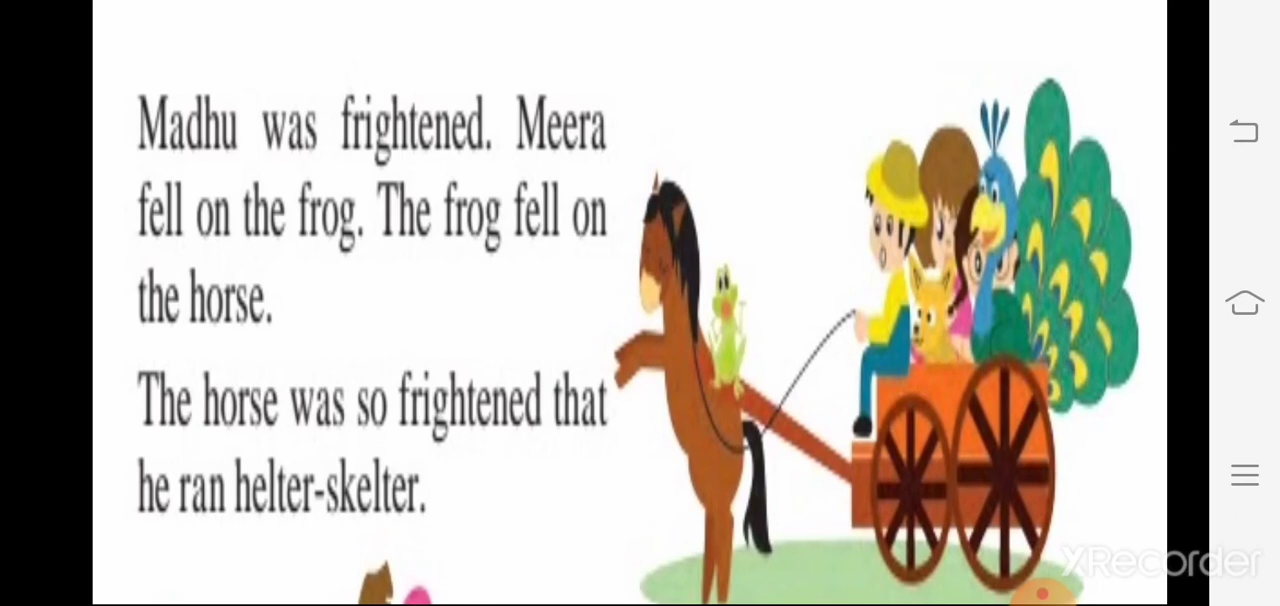 Madhu was frightened. Meera
fell on the frog. The frog fell on
the horse.
The horse was so frightened that
he ran helter-skelter.
XRecorder